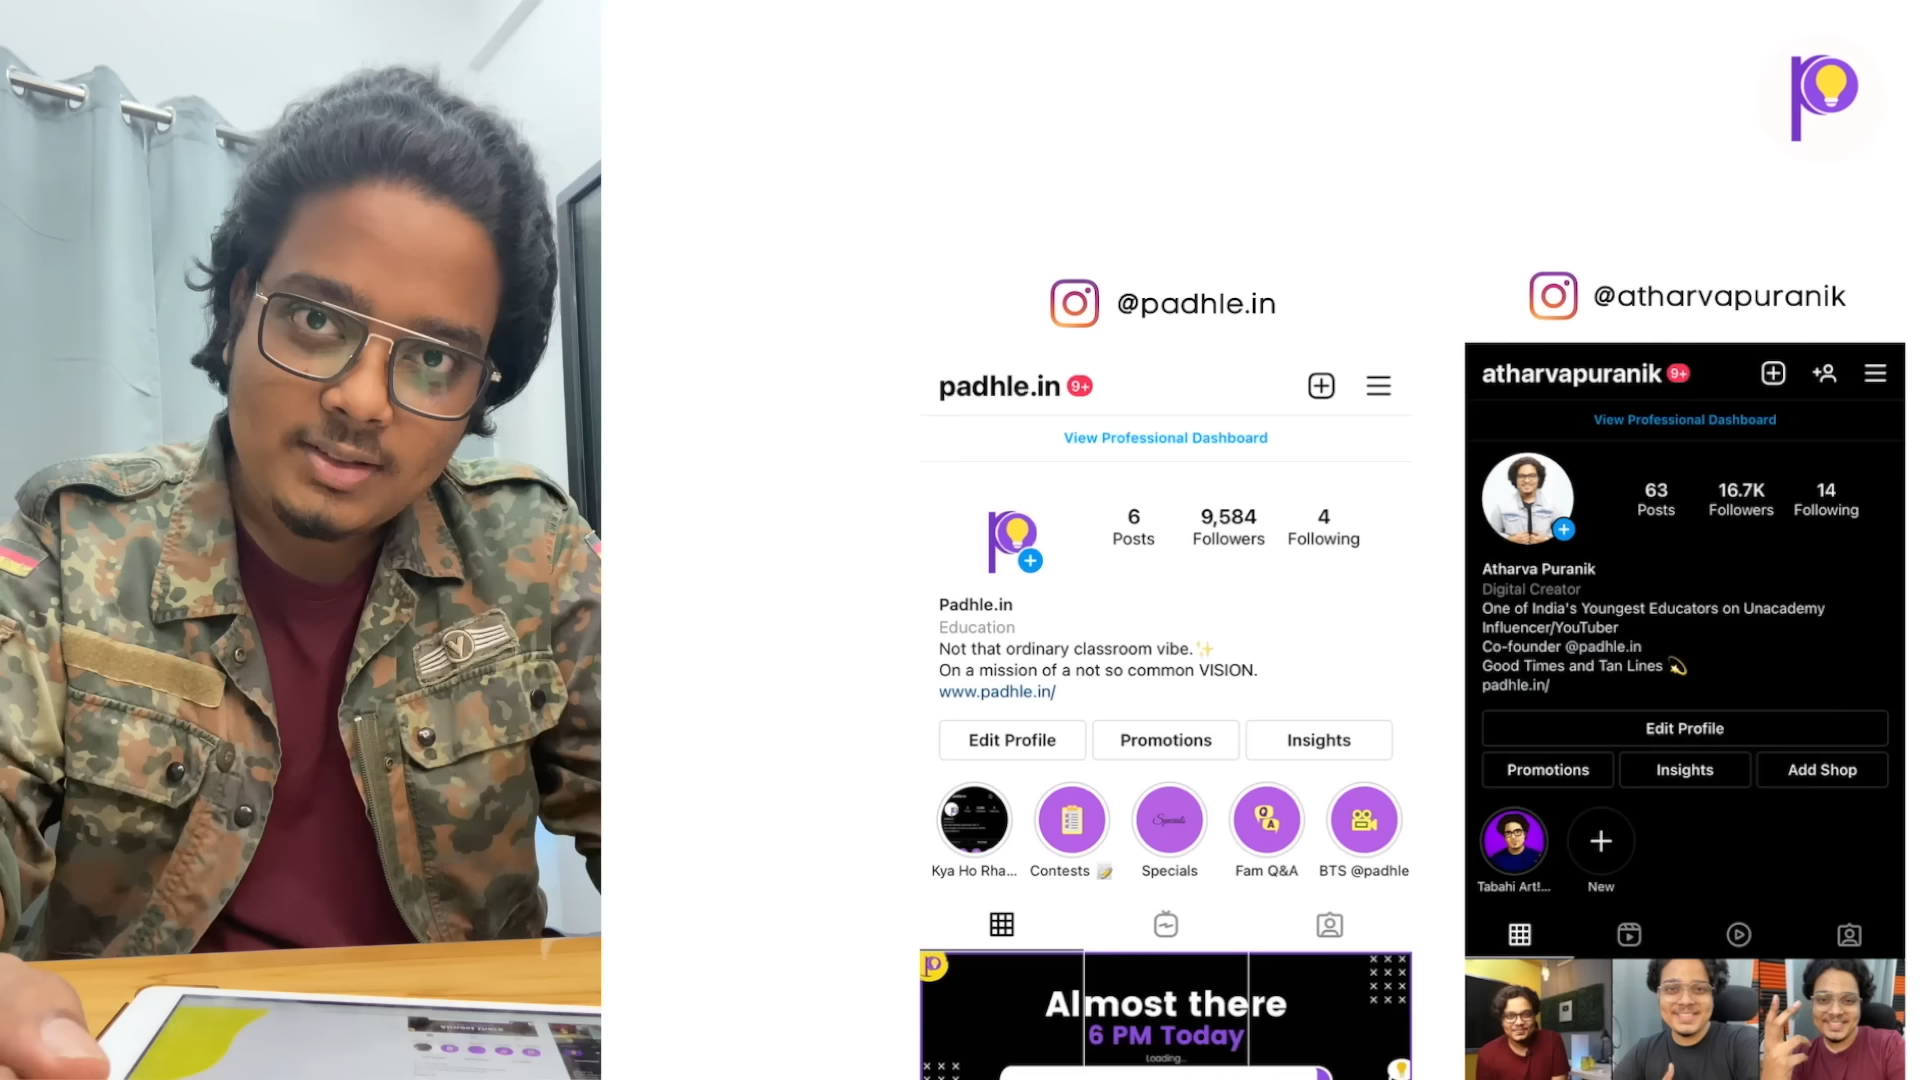 @padhle.in
padhle.in 9+
View Professional Dashboard
6 9,584 4
Posts Followers Following
Padhle.in
Education
Not that ordinary classroom vibe.✨
On a mission of a not so common VISION.
www.padhle.in/
Edit Profile Promotions Insights
Specials
Q
A
Kya Ho Rha... Contests 📝 Specials Fam Q&A BTS @padhle
Almost there
6 PM Today
Loading...
@atharvapuranik
atharvapuranik 9+
View Professional Dashboard
63 16.7K 14
Posts Followers Following
Atharva Puranik
Digital Creator
One of India's Youngest Educators on Unacademy
Influencer/YouTuber
Co-founder @padhle.in
Good Times and Tan Lines 💫
padhle.in/
Edit Profile
Promotions Insights Add Shop
Tabahi Art!... New